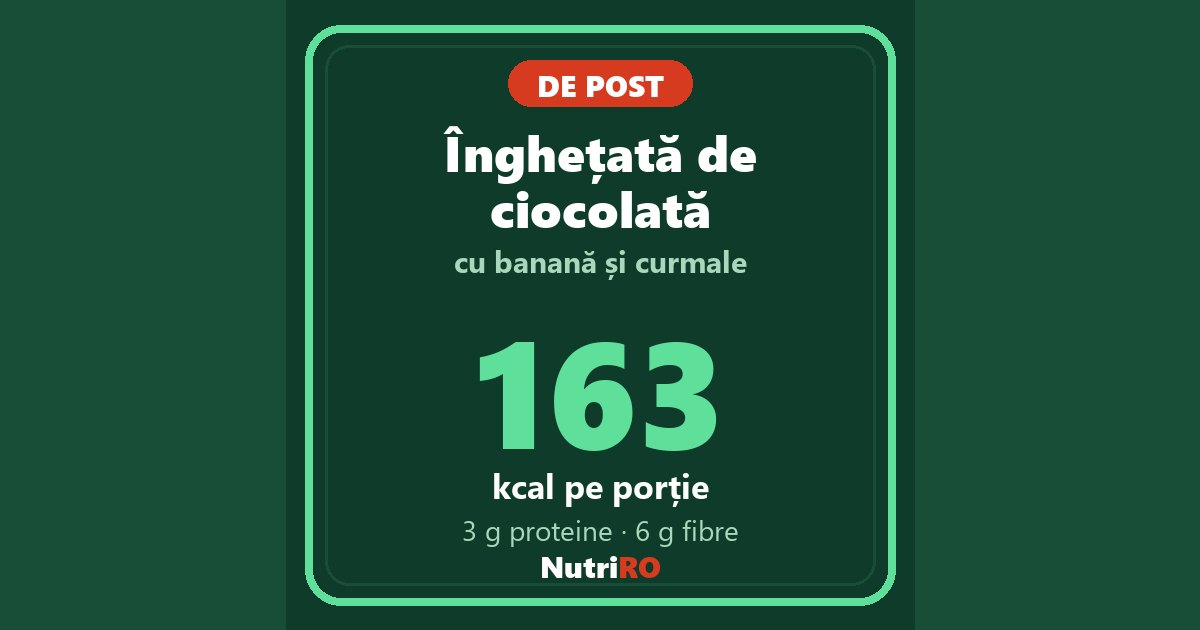 DE POST
Înghețată de
ciocolată
cu banană și curmale
163
kcal pe porție
3 g proteine · 6 g fibre
NutriRO